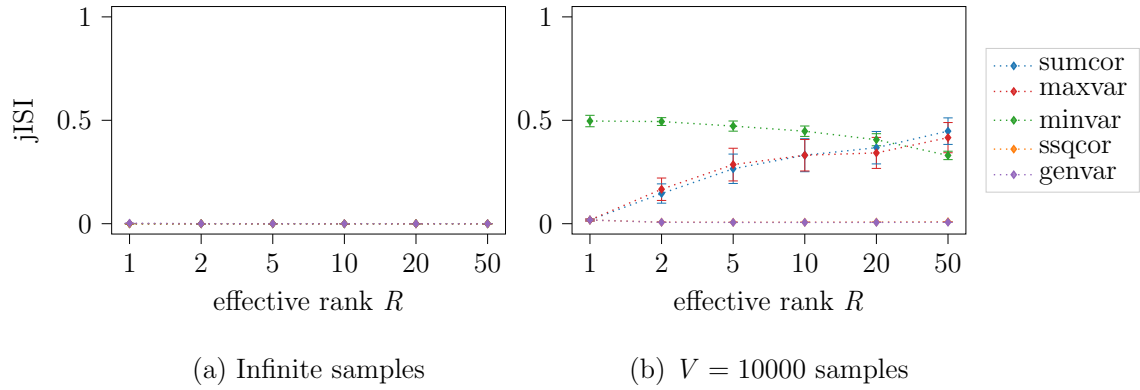 1
0.5
0
jISI
1 2 5 10 20 50
effective rank R
(a) Infinite samples
1
0.5
0
1 2 5 10 20 50
effective rank R
(b) V = 10000 samples
sumcor
maxvar
minvar
ssqcor
genvar